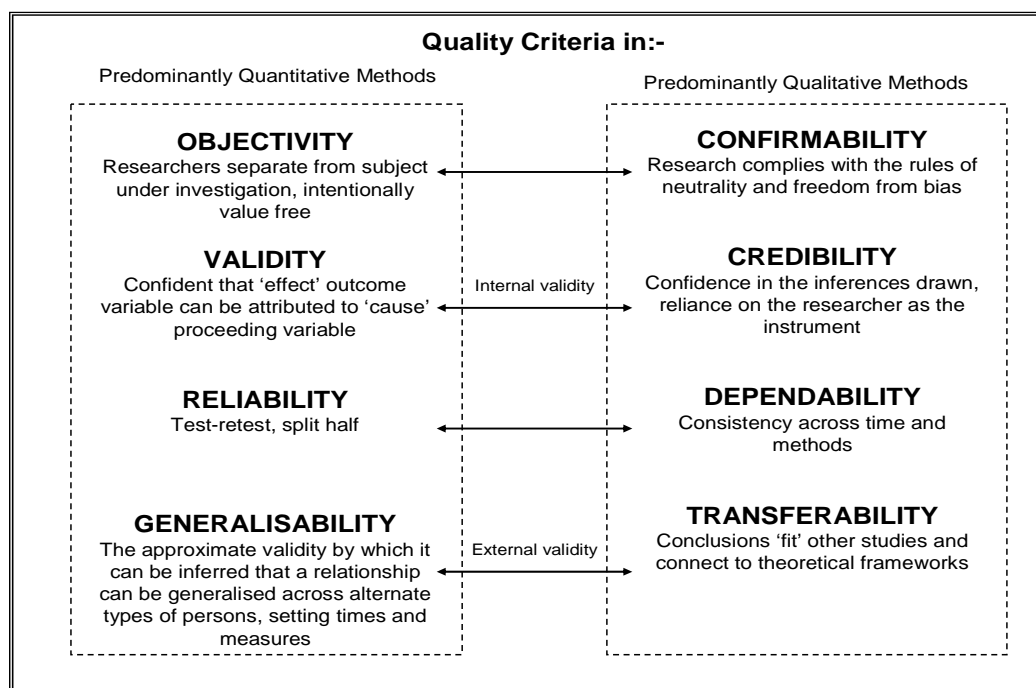 Quality Criteria in:-
Predominantly Quantitative Methods
Predominantly Qualitative Methods
OBJECTIVITY
Researchers separate from subject
under investigation, intentionally
value free
CONFIRMABILITY
Research complies with the rules of
neutrality and freedom from bias
VALIDITY
Confident that ‘effect’ outcome
variable can be attributed to ‘cause’
proceeding variable
Internal validity
CREDIBILITY
Confidence in the inferences drawn,
reliance on the researcher as the
instrument
RELIABILITY
Test-retest, split half
DEPENDABILITY
Consistency across time and
methods
GENERALISABILITY
The approximate validity by which it
can be inferred that a relationship
can be generalised across alternate
types of persons, setting times and
measures
External validity
TRANSFERABILITY
Conclusions ‘fit’ other studies and
connect to theoretical frameworks